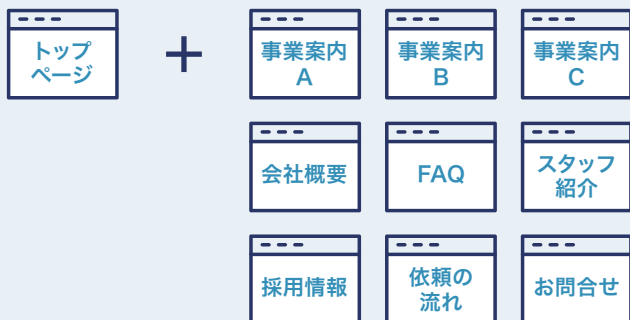 トップ
ページ
+
事業案内
A
事業案内
B
事業案内
C
会社概要
FAQ
スタッフ
紹介
採用情報
依頼の
流れ
お問合せ